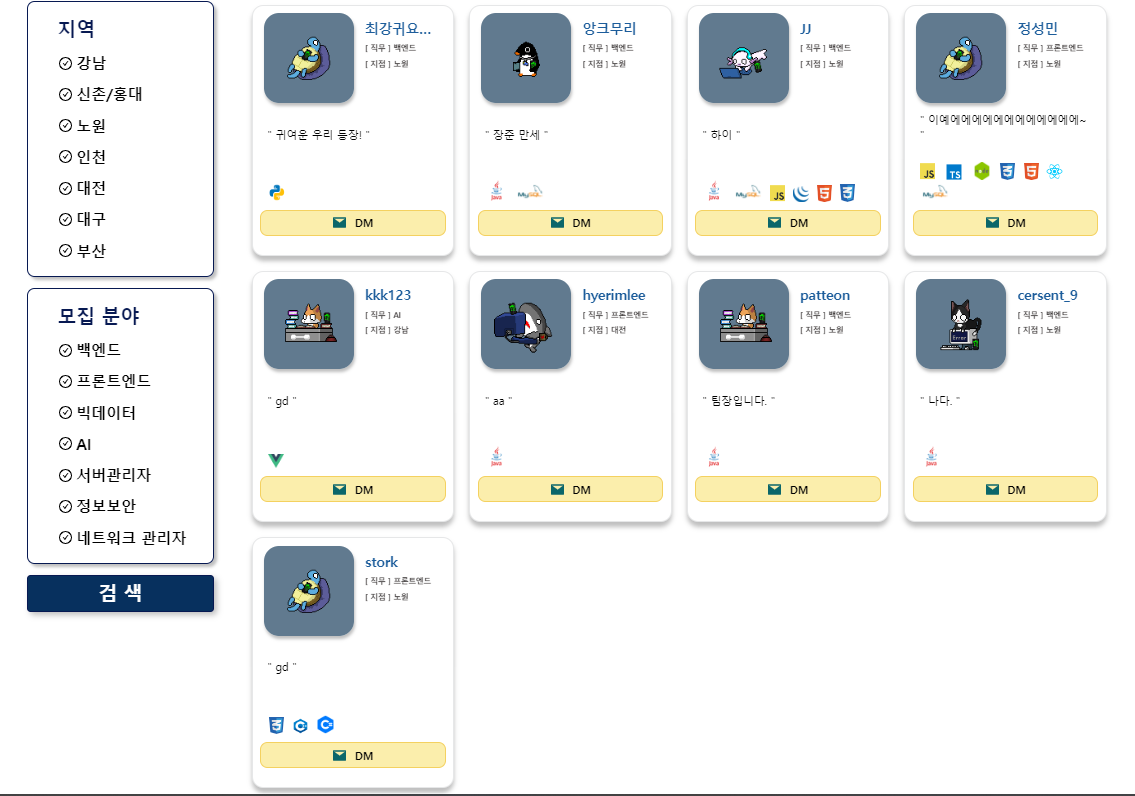 지역
강남
신촌/홍대
노원
인천
대전
대구
부산
모집 분야
백엔드
프론트엔드
빅데이터
AI
서버관리자
정보보안
네트워크 관리자
검 색
최강귀요...
[ 직무 ] 백엔드
[ 지점 ] 노원
" 귀여운 우리 등장! "
DM
앙크무리
[ 직무 ] 백엔드
[ 지점 ] 노원
" 장준 만세 "
Java
MySQL
DM
JJ
[ 직무 ] 백엔드
[ 지점 ] 노원
" 하이 "
Java
MySQL
JS
5
3
DM
정성민
[ 직무 ] 프론트엔드
[ 지점 ] 노원
" 이예에에에에에에에에에에에에~
"
JS
TS
3
5
MySQL
DM
kkk123
[ 직무 ] AI
[ 지점 ] 강남
" gd "
DM
hyerimlee
[ 직무 ] 프론트엔드
[ 지점 ] 대전
" aa "
Java
DM
patteon
[ 직무 ] 백엔드
[ 지점 ] 노원
" 팀장입니다. "
Java
DM
cersent_9
[ 직무 ] 백엔드
[ 지점 ] 노원
Error
" 나다. "
Java
DM
stork
[ 직무 ] 프론트엔드
[ 지점 ] 노원
" gd "
3
DM